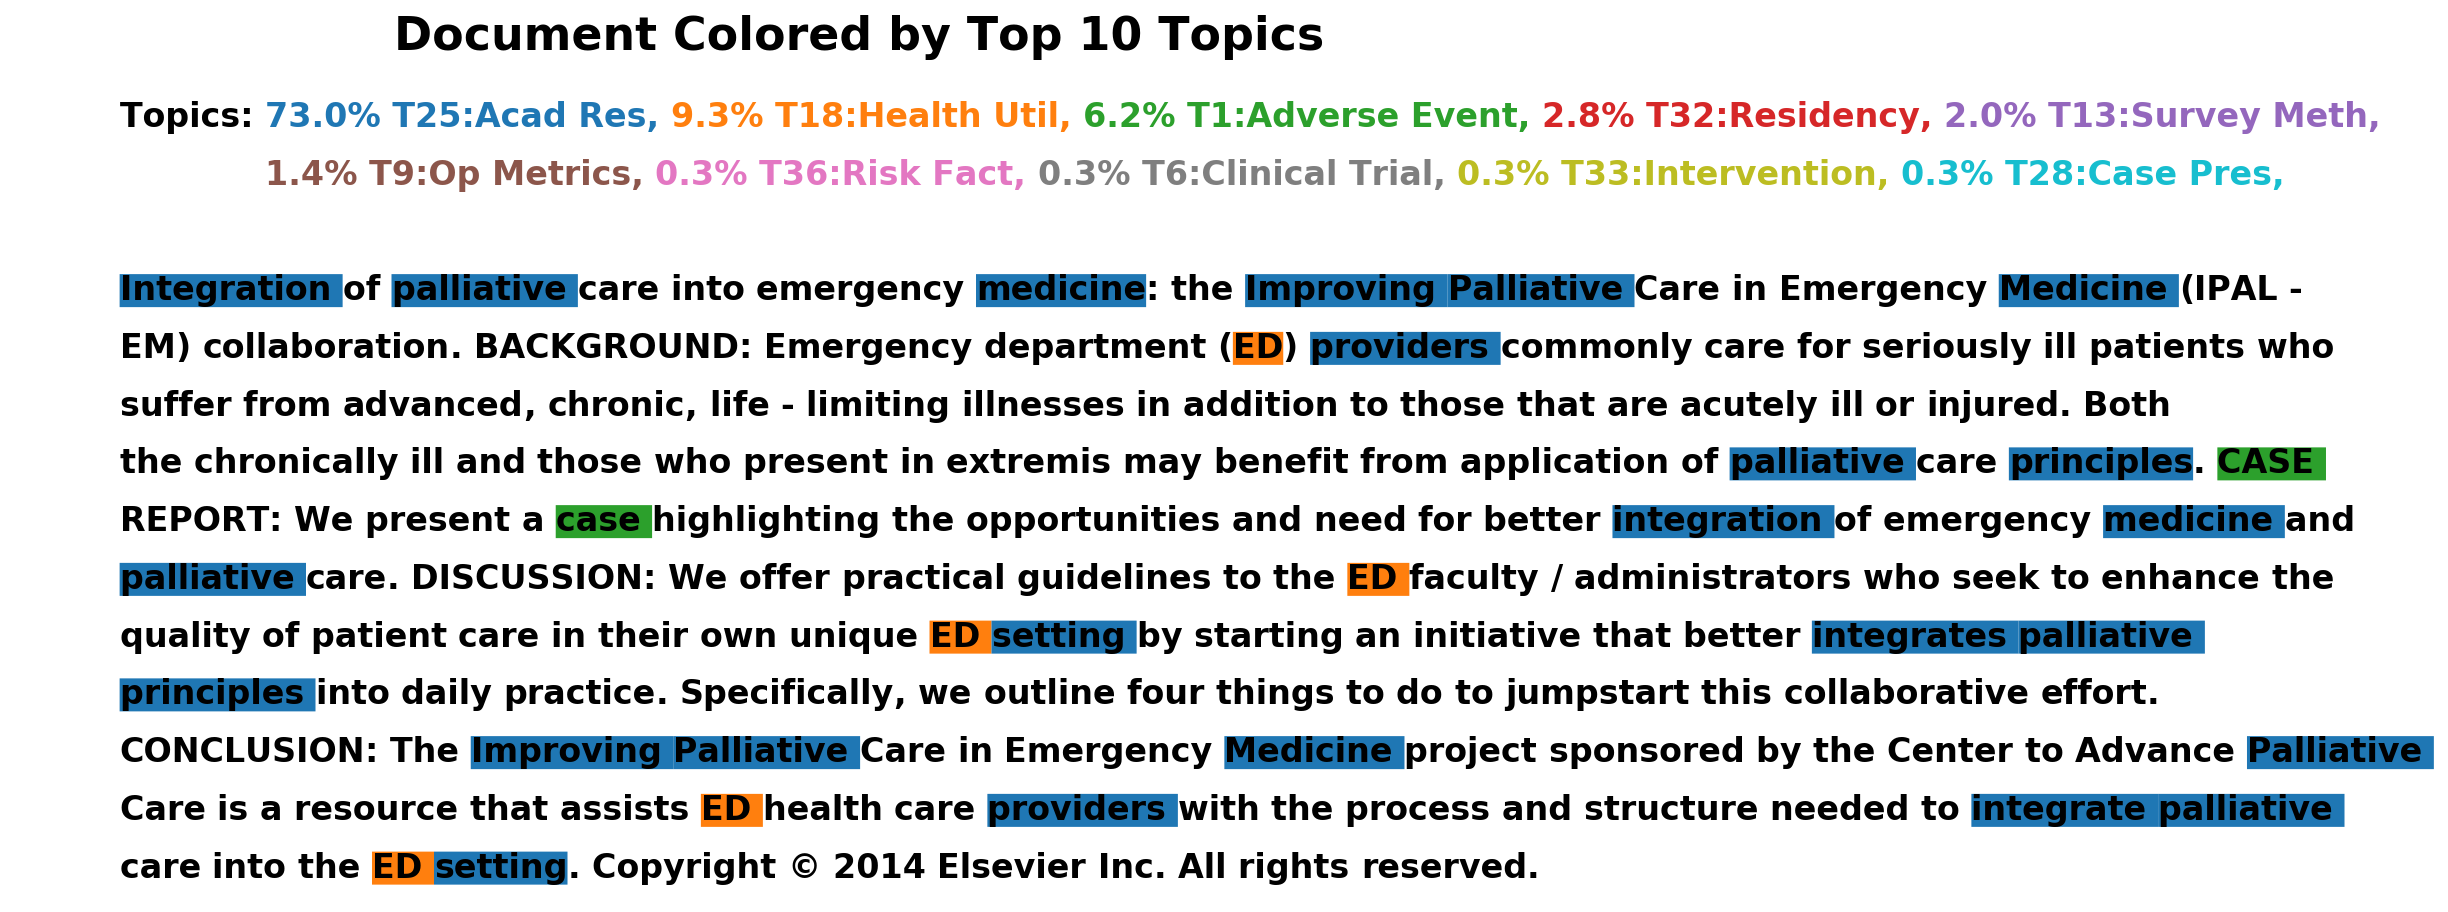 Document Colored by Top 10 Topics
Topics: 73.0% T25:Acad Res, 9.3% T18:Health Util, 6.2% T1:Adverse Event, 2.8% T32:Residency, 2.0% T13:Survey Meth,
1.4% T9:Op Metrics, 0.3% T36:Risk Fact, 0.3% T6:Clinical Trial, 0.3% T33:Intervention, 0.3% T28:Case Pres,
Integration of palliative care into emergency medicine: the Improving Palliative Care in Emergency Medicine (IPAL -
EM) collaboration. BACKGROUND: Emergency department (ED) providers commonly care for seriously ill patients who
suffer from advanced, chronic, life - limiting illnesses in addition to those that are acutely ill or injured. Both
the chronically ill and those who present in extremis may benefit from application of palliative care principles. CASE
REPORT: We present a case highlighting the opportunities and need for better integration of emergency medicine and
palliative care. DISCUSSION: We offer practical guidelines to the ED faculty / administrators who seek to enhance the
quality of patient care in their own unique ED setting by starting an initiative that better integrates palliative
principles into daily practice. Specifically, we outline four things to do to jumpstart this collaborative effort.
CONCLUSION: The Improving Palliative Care in Emergency Medicine project sponsored by the Center to Advance Palliative
Care is a resource that assists ED health care providers with the process and structure needed to integrate palliative
care into the ED setting. Copyright © 2014 Elsevier Inc. All rights reserved.